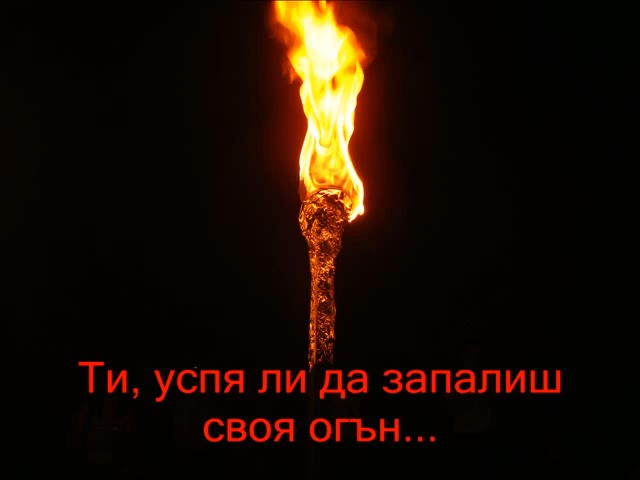 Ти, успя ли да запалиш
своя огън...